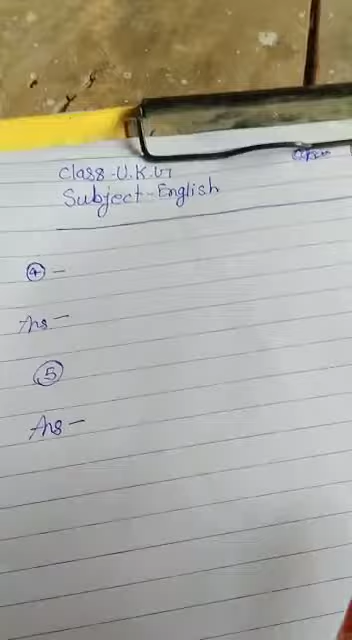 Class-U.K.G
Subject-English
④ -
Ans-
⑤
Ans-